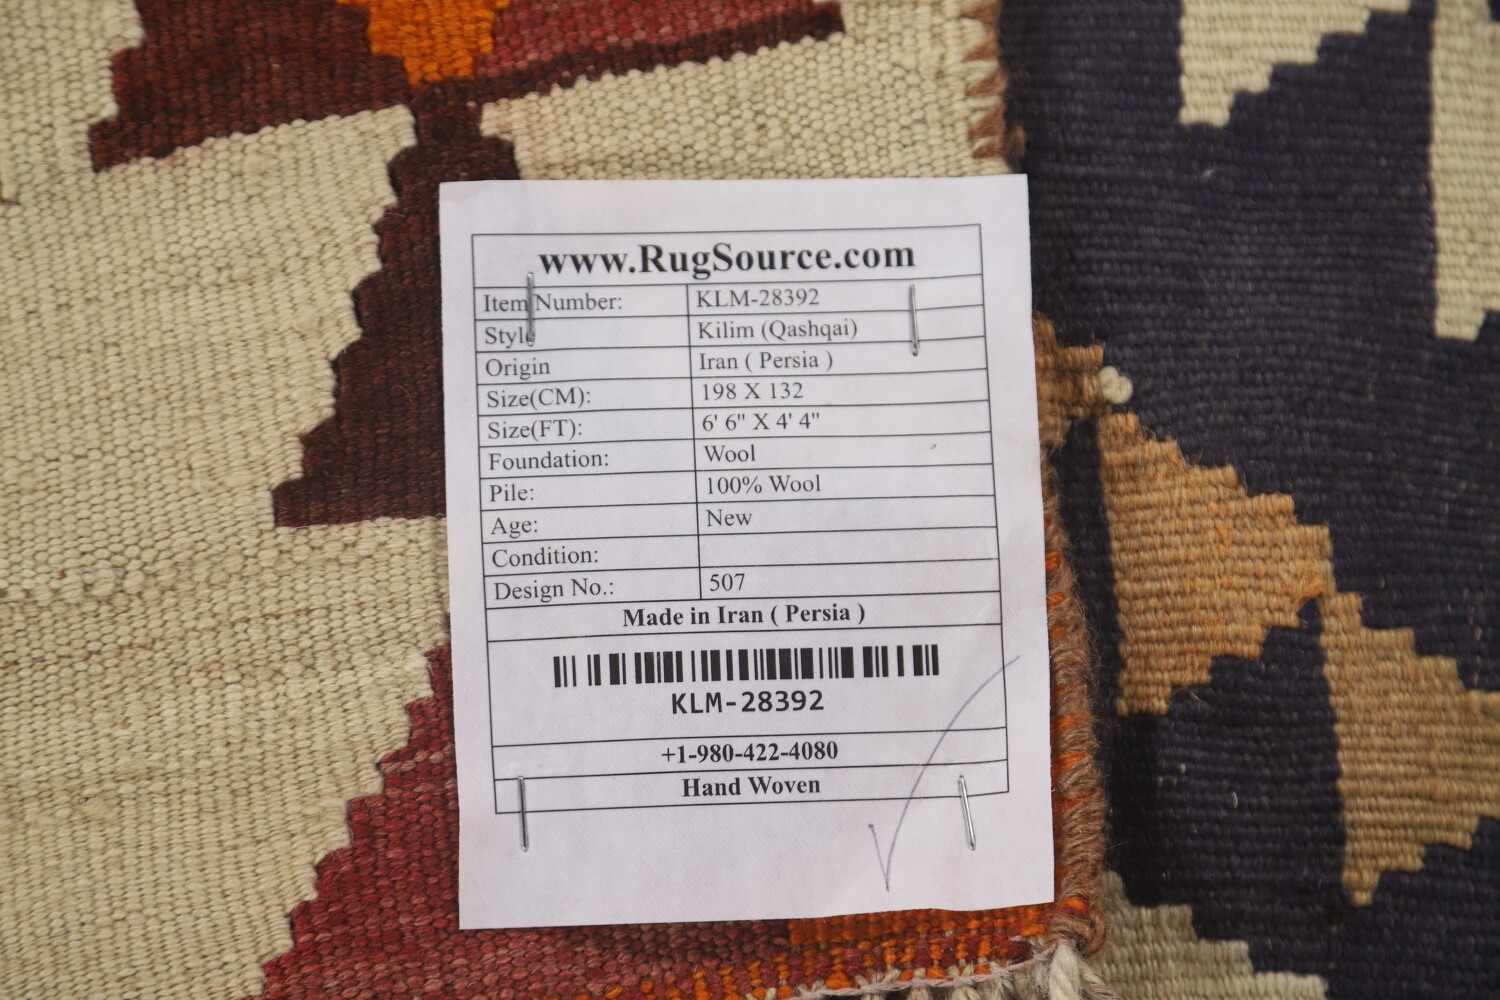 www.RugSource.com
Item Number: KLM-28392
Style Kilim (Qashqai)
Origin Iran ( Persia )
Size(CM): 198 X 132
Size(FT): 6' 6" X 4' 4"
Foundation: Wool
Pile: 100% Wool
Age: New
Condition:
Design No.: 507
Made in Iran ( Persia )
KLM-28392
+1-980-422-4080
Hand Woven